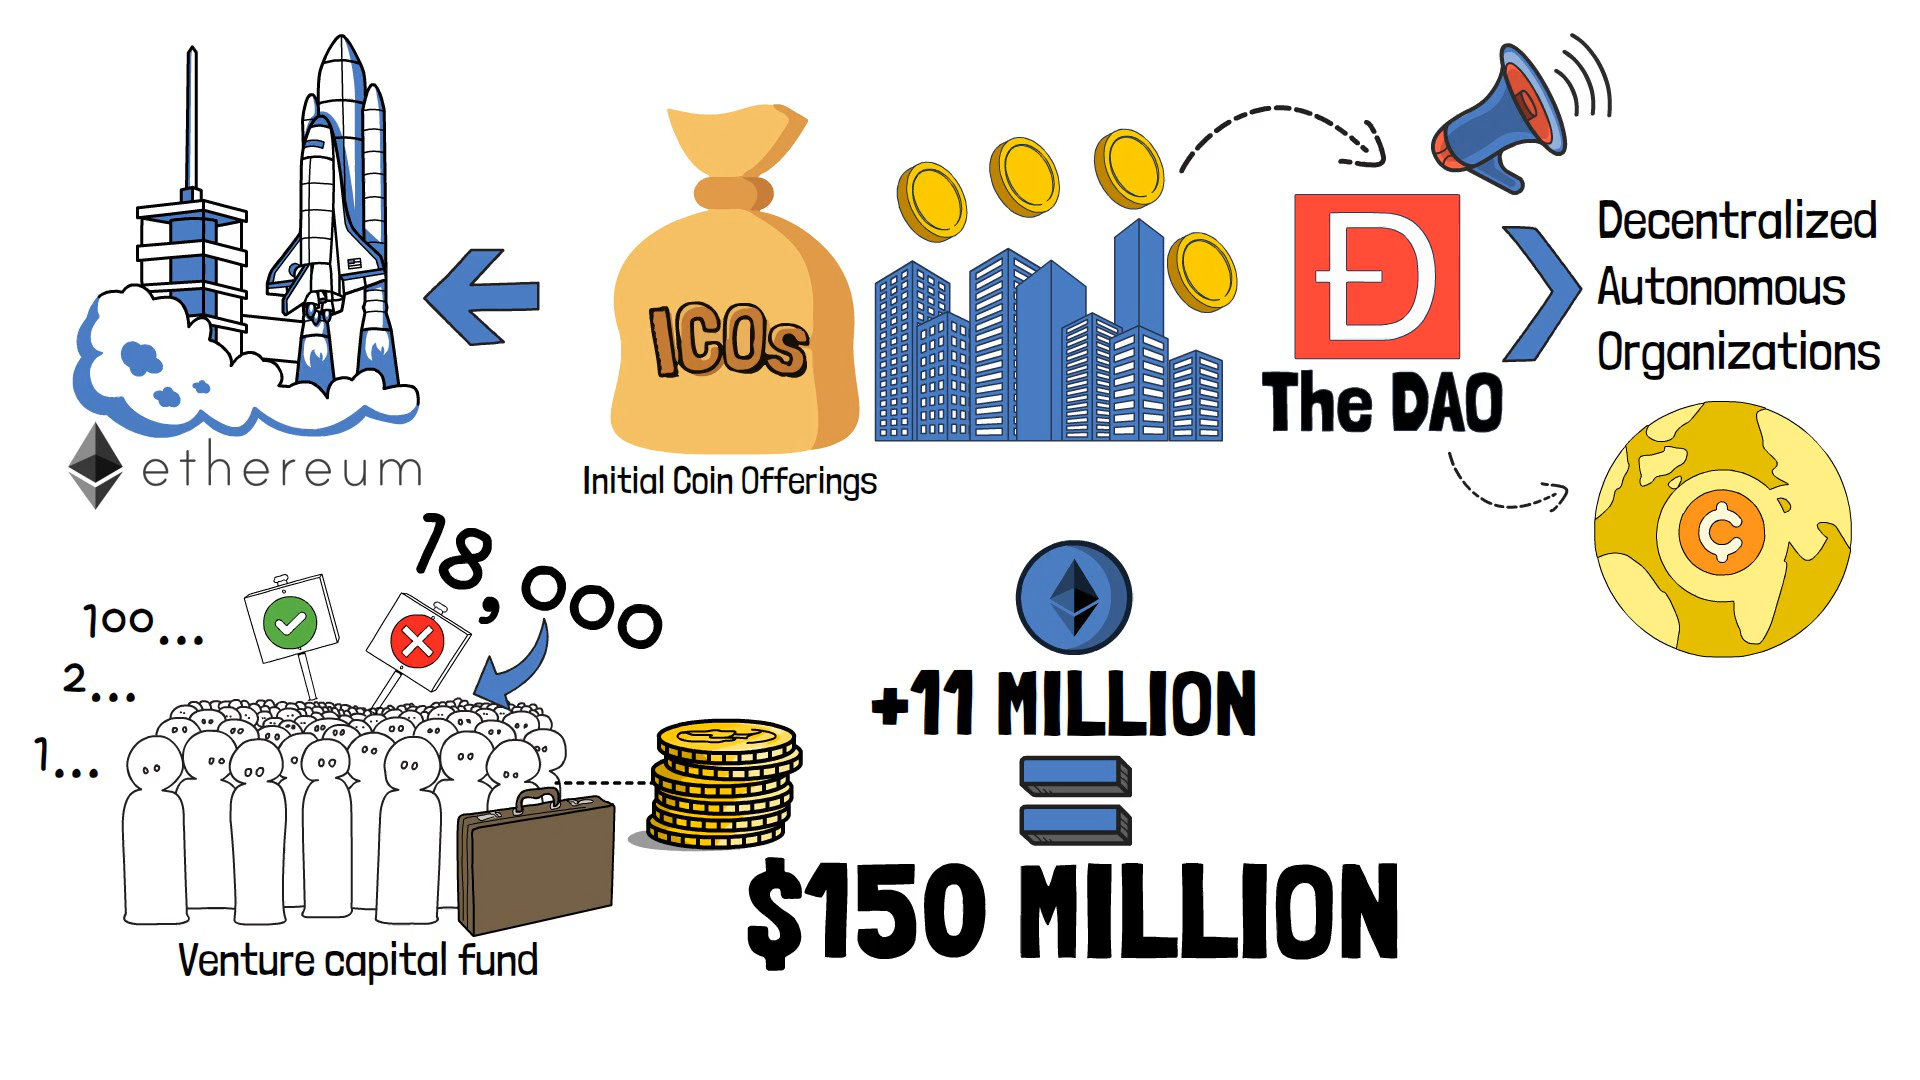 ethereum
ICOs
Initial Coin Offerings
The DAO
Decentralized
Autonomous
Organizations
18,000
100...
2...
1...
Venture capital fund
+11 MILLION
$150 MILLION